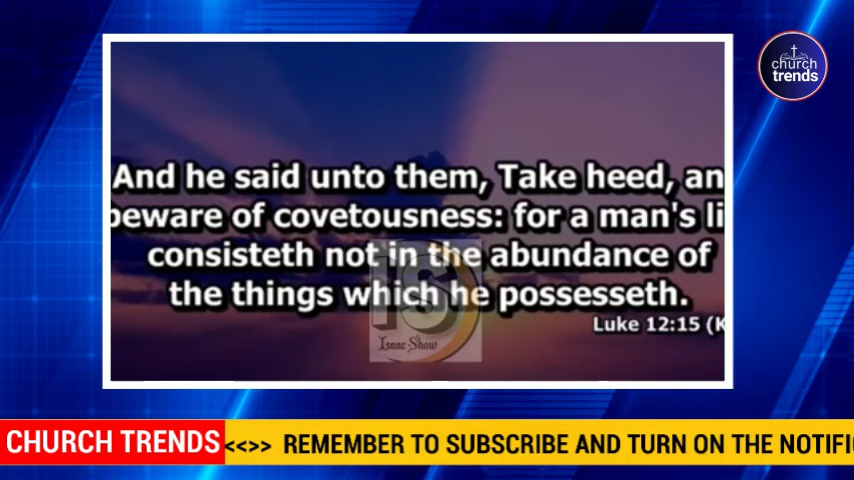 church
trends
And he said unto them, Take heed, an
beware of covetousness: for a man's li
consisteth not in the abundance of
the things which he possesseth.
Luke 12:15 (K
IS
Isaac Show
CHURCH TRENDS <<>> REMEMBER TO SUBSCRIBE AND TURN ON THE NOTIFI